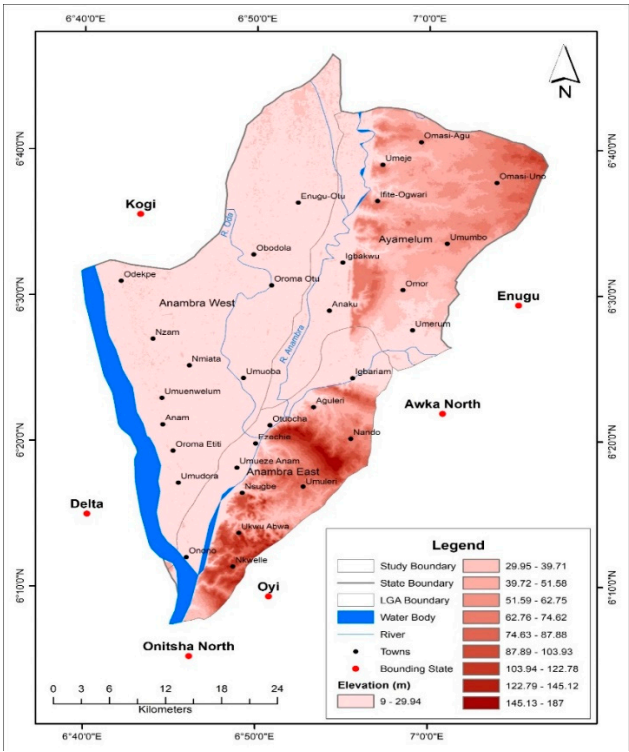 6°40'0"E 6°50'0"E 7°0'0"E
N
6°40'0"N 6°40'0"N
Omasi-Agu
Umeje
Omasi-Uno
Ifite-Ogwari
Enugu-Otu
Kogi
R. Oda
Ayamelum
Umumbo
Obodola
Igbakwu
Odekpe
Oroma Otu
Omor
6°30'0"N 6°30'0"N
Anambra West
Enugu
Anaku
R. Anambra
Umerum
Nzam
Nmiata
Umuoba
Igbariam
Umuenwelum
Aguleri
Awka North
Anam
Otuocha
6°20'0"N 6°20'0"N
Nando
Ezechia
Oroma Etiti
Umueze Anam
Anambra East
Umudora
Nsugbe
Umuleri
Delta
Ukwu Abwa
Onono
Nkwelle
6°10'0"N 6°10'0"N
Oyi
Onitsha North
0 3 6 12 18 24
Kilometers
Legend
Study Boundary
State Boundary
LGA Boundary
Water Body
River
Towns
Bounding State
Elevation (m)
9 - 29.94
29.95 - 39.71
39.72 - 51.58
51.59 - 62.75
62.76 - 74.62
74.63 - 87.88
87.89 - 103.93
103.94 - 122.78
122.79 - 145.12
145.13 - 187
6°40'0"E 6°50'0"E 7°0'0"E